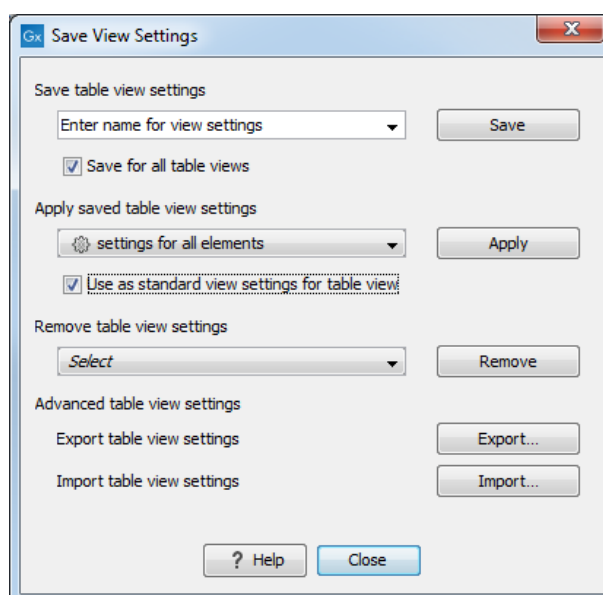 Gx Save View Settings
Save table view settings
Enter name for view settings Save
Save for all table views
Apply saved table view settings
settings for all elements Apply
Use as standard view settings for table view
Remove table view settings
Select Remove
Advanced table view settings
Export table view settings Export...
Import table view settings Import...
? Help Close